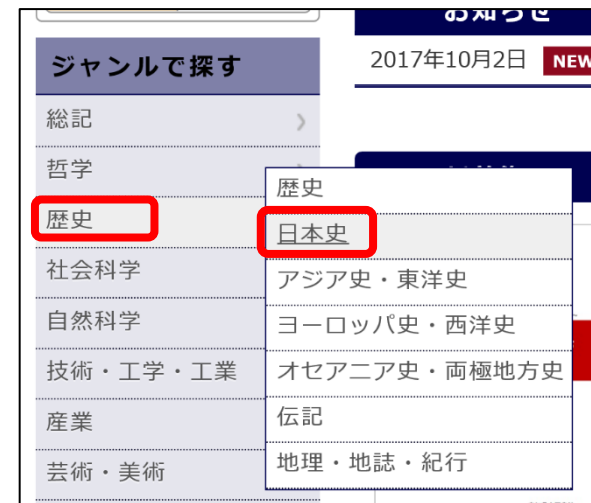 お知らせ
ジャンルで探す
2017年10月2日 NEW
総記
哲学
歴史
社会科学
自然科学
技術・工学・工業
産業
芸術・美術
歴史
日本史
アジア史・東洋史
ヨーロッパ史・西洋史
オセアニア史・両極地方史
伝記
地理・地誌・紀行